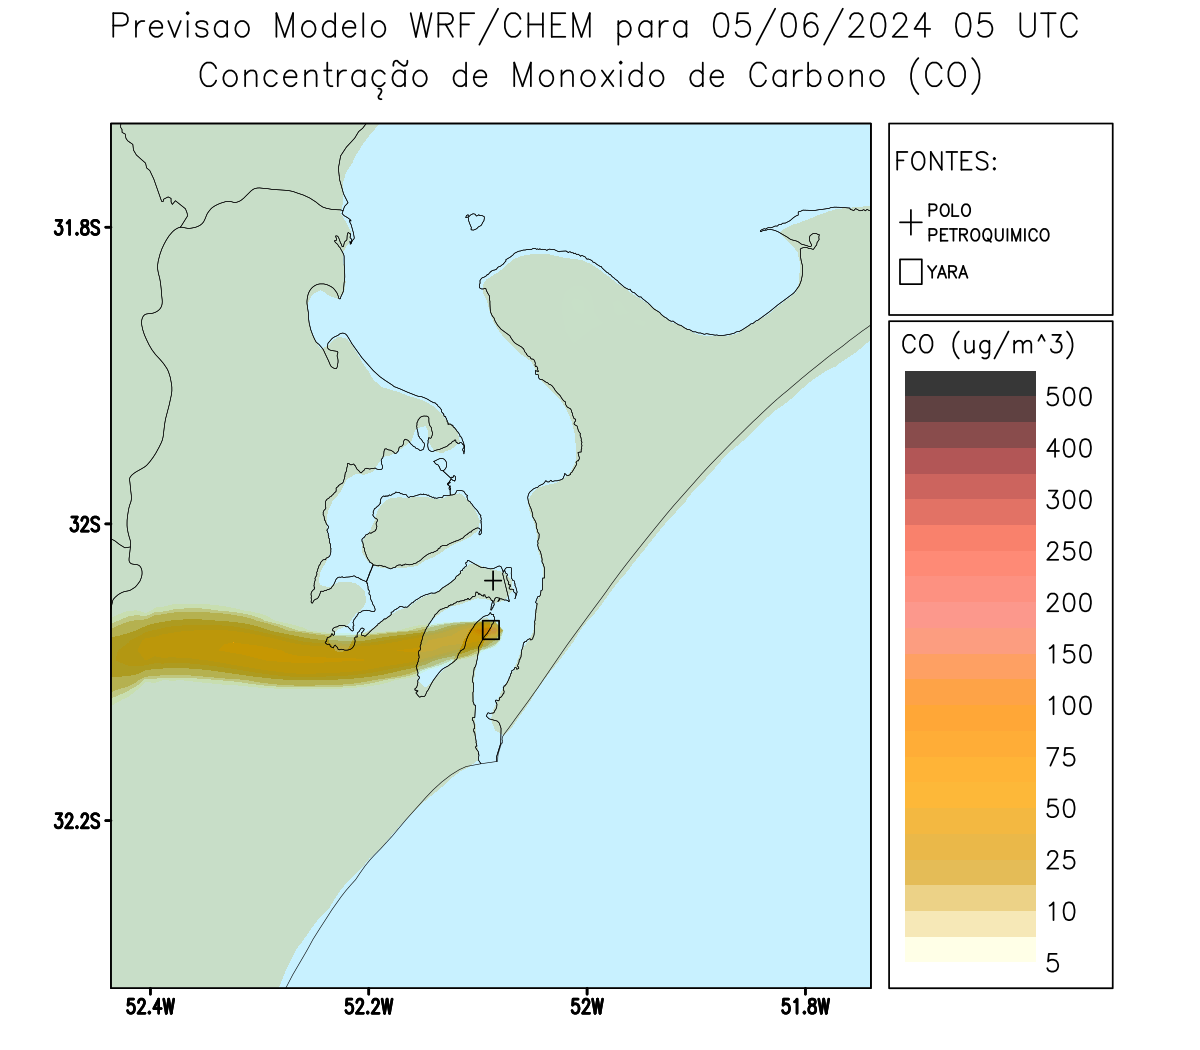 Previsao Modelo WRF/CHEM para 05/06/2024 05 UTC
Concentração de Monoxido de Carbono (CO)
FONTES:
POLO
PETROQUIMICO
YARA
CO (ug/m^3)
500
400
300
250
200
150
100
75
50
25
10
5
31.8S
32S
32.2S
52.4W
52.2W
52W
51.8W